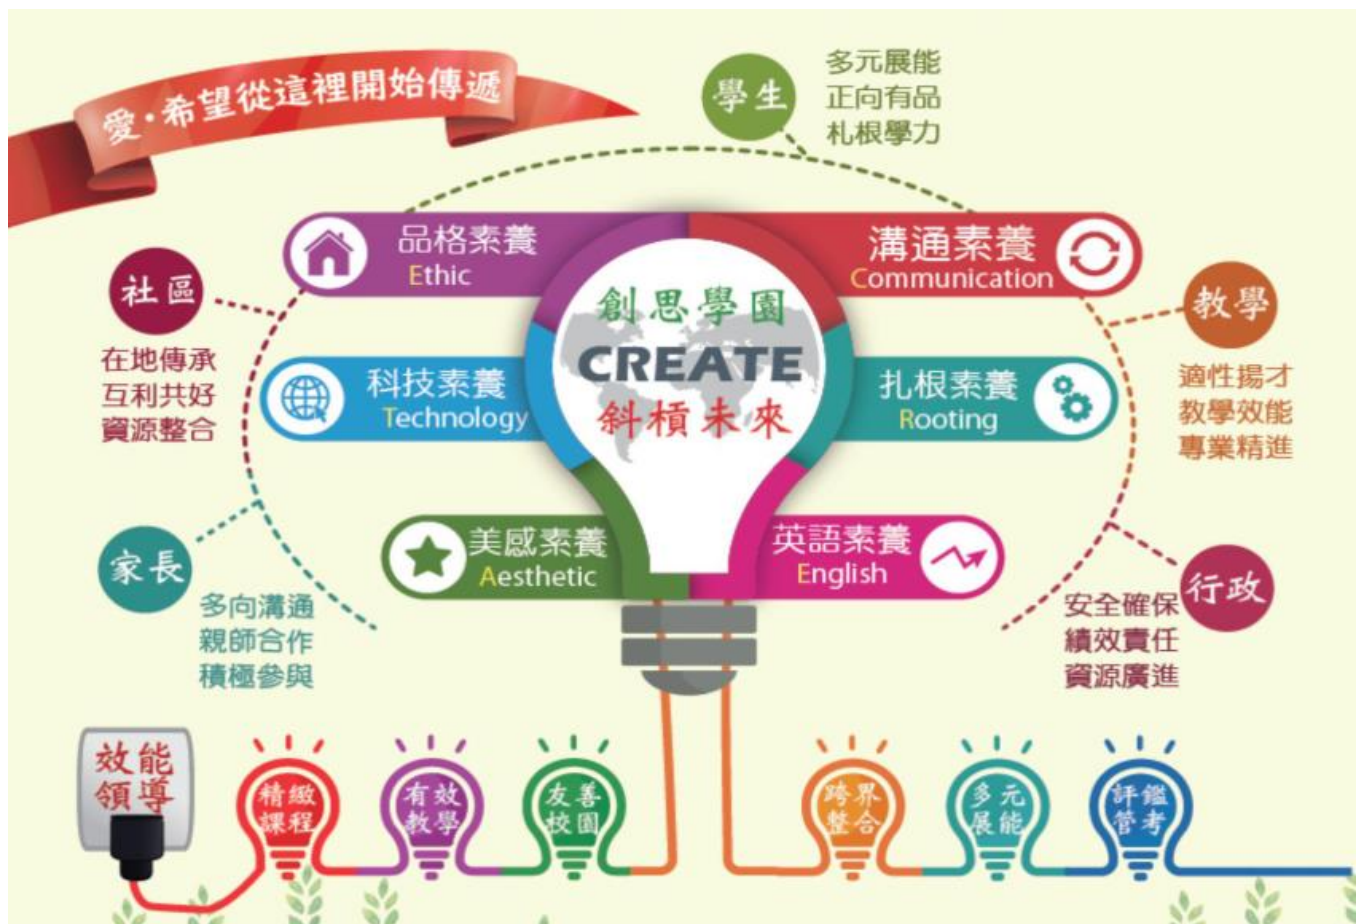 愛·希望從這裡開始傳遞
學生
多元展能
正向有品
札根學力
品格素養
Ethic
溝通素養
Communication
社區
在地傳承
互利共好
資源整合
創思學園
CREATE
斜槓未來
教學
適性揚才
教學效能
專業精進
科技素養
Technology
扎根素養
Rooting
家長
多向溝通
親師合作
積極參與
美感素養
Aesthetic
英語素養
English
行政
安全確保
績效責任
資源廣進
效能
領導
精緻
課程
有效
教學
友善
校園
跨界
整合
多元
展能
評鑑
管考